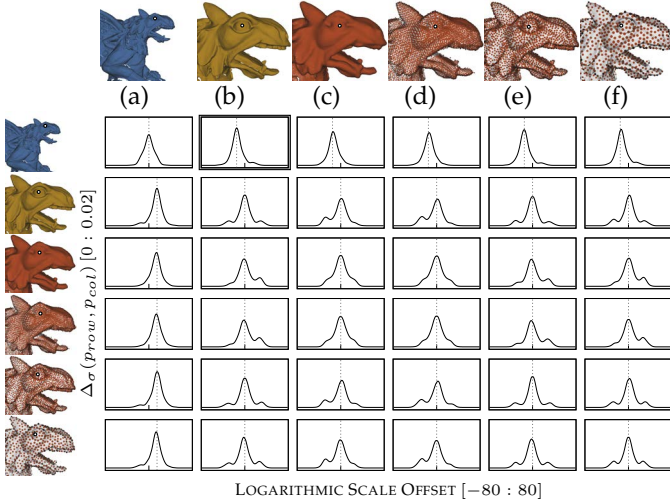 (a) (b) (c) (d) (e) (f)
Δσ(prow, pcol) [0 : 0.02]
LOGARITHMIC SCALE OFFSET [−80 : 80]